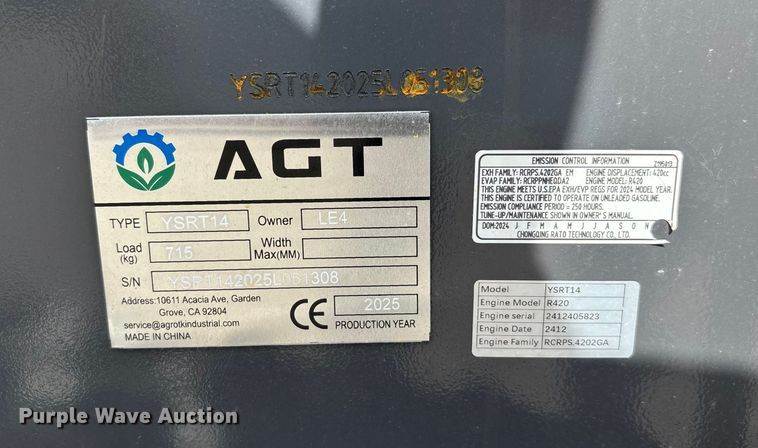 YSRT142025L051308
AGT
TYPE YSRT14 Owner LE4
Load (kg) 715 Width Max(MM)
S/N YSRT142025L051308
Address:10611 Acacia Ave, Garden
Grove, CA 92804
service@agrotkindustrial.com
MADE IN CHINA
CE 2025
PRODUCTION YEAR
EMISSION CONTROL INFORMATION Z195819
EXH FAMILY: RCRPS.4202GA EM ENGINE DISPLACEMENT: 420cc
EVAP FAMILY: RCRPPNHEQDA2 ENGINE MODEL: R420
THIS ENGINE MEETS U.S.EPA EXH/EVP REGS FOR 2024 MODEL YEAR.
THIS ENGINE IS CERTIFIED TO OPERATE ON UNLEADED GASOLINE.
EMISSION COMPLIANCE PERIOD = 250 HOURS.
TUNE-UP/MAINTENANCE SHOWN IN OWNER'S MANUAL.
DOM:2024 J F M A M J J A S O N
CHONGQING RATO TECHNOLOGY CO., LTD.
Model YSRT14
Engine Model R420
Engine serial 2412405823
Engine Date 2412
Engine Family RCRPS.4202GA
Purple Wave Auction